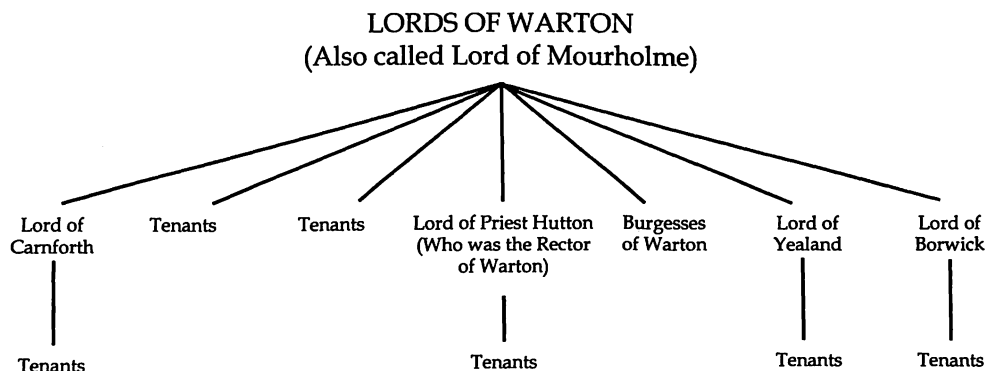 LORDS OF WARTON
(Also called Lord of Mourholme)
Lord of
Carnforth
Tenants
Tenants
Lord of Priest Hutton
(Who was the Rector
of Warton)
Burgesses
of Warton
Lord of
Yealand
Lord of
Borwick
Tenants
Tenants
Tenants
Tenants